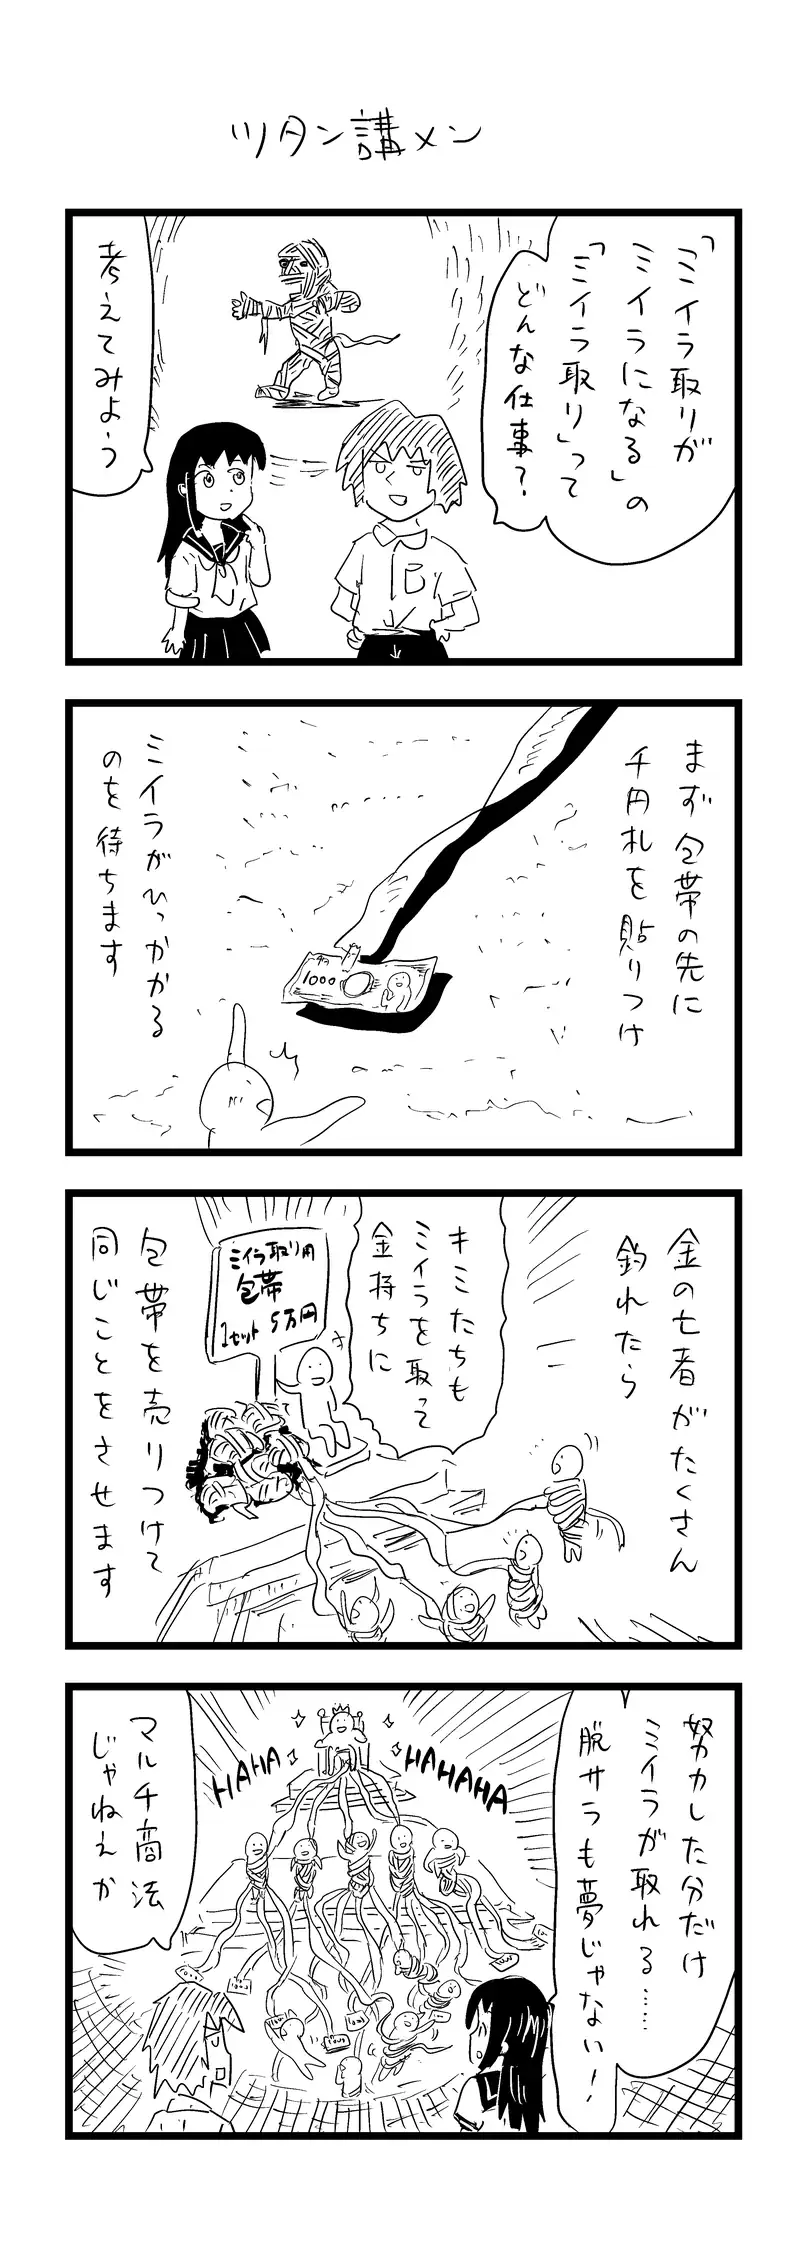 ツタン講メン
「ミイラ取りが
ミイラになる」の
「ミイラ取り」って
どんな仕事?
考えてみよう
まず包帯の先に
千円札を貼りつけ
1000
ミイラがひっかかる
のを待ちます
金の亡者がたくさん
釣れたら
キミたちも
ミイラを取って
金持ちに
ミイラ取り用
包帯
1セット 5万円
包帯を売りつけて
同じことをさせます
努力した分だけ
ミイラが取れる……
脱サラも夢じゃない!
HAHA
HAHAHA
マルチ商法
じゃねぇか